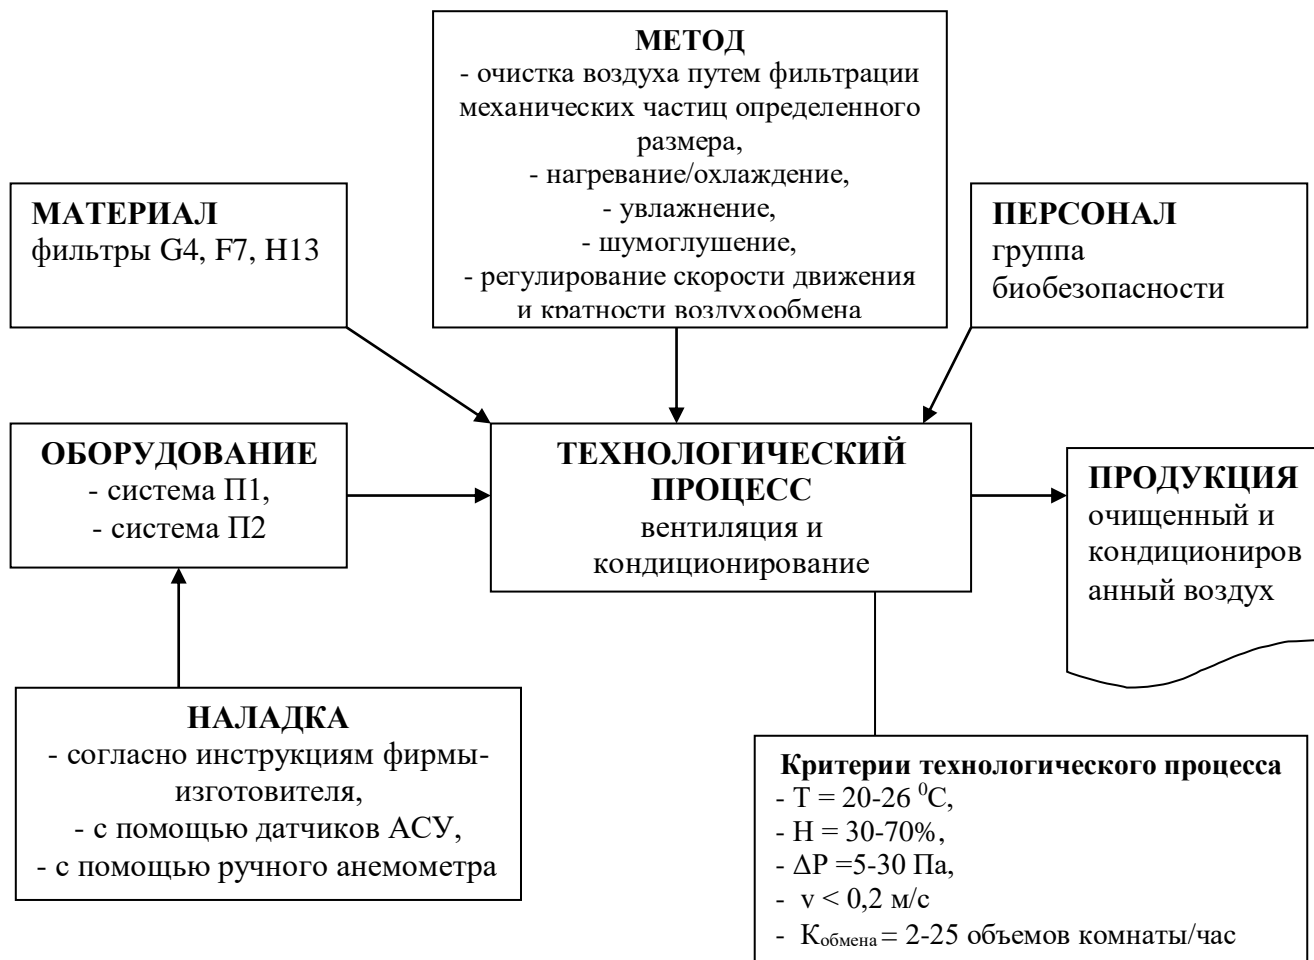 МЕТОД
- очистка воздуха путем фильтрации
механических частиц определенного
размера,
- нагревание/охлаждение,
- увлажнение,
- шумоглушение,
- регулирование скорости движения
и кратности воздухообмена
МАТЕРИАЛ
фильтры G4, F7, H13
ПЕРСОНАЛ
группа
биобезопасности
ОБОРУДОВАНИЕ
- система П1,
- система П2
ТЕХНОЛОГИЧЕСКИЙ
ПРОЦЕСС
вентиляция и
кондиционирование
ПРОДУКЦИЯ
очищенный и
кондициониров
анный воздух
НАЛАДКА
- согласно инструкциям фирмы-
изготовителя,
- с помощью датчиков АСУ,
- с помощью ручного анемометра
Критерии технологического процесса
- T = 20-26 ⁰C,
- H = 30-70%,
- ΔP =5-30 Па,
- v < 0,2 м/с
- Kобмена = 2-25 объемов комнаты/час